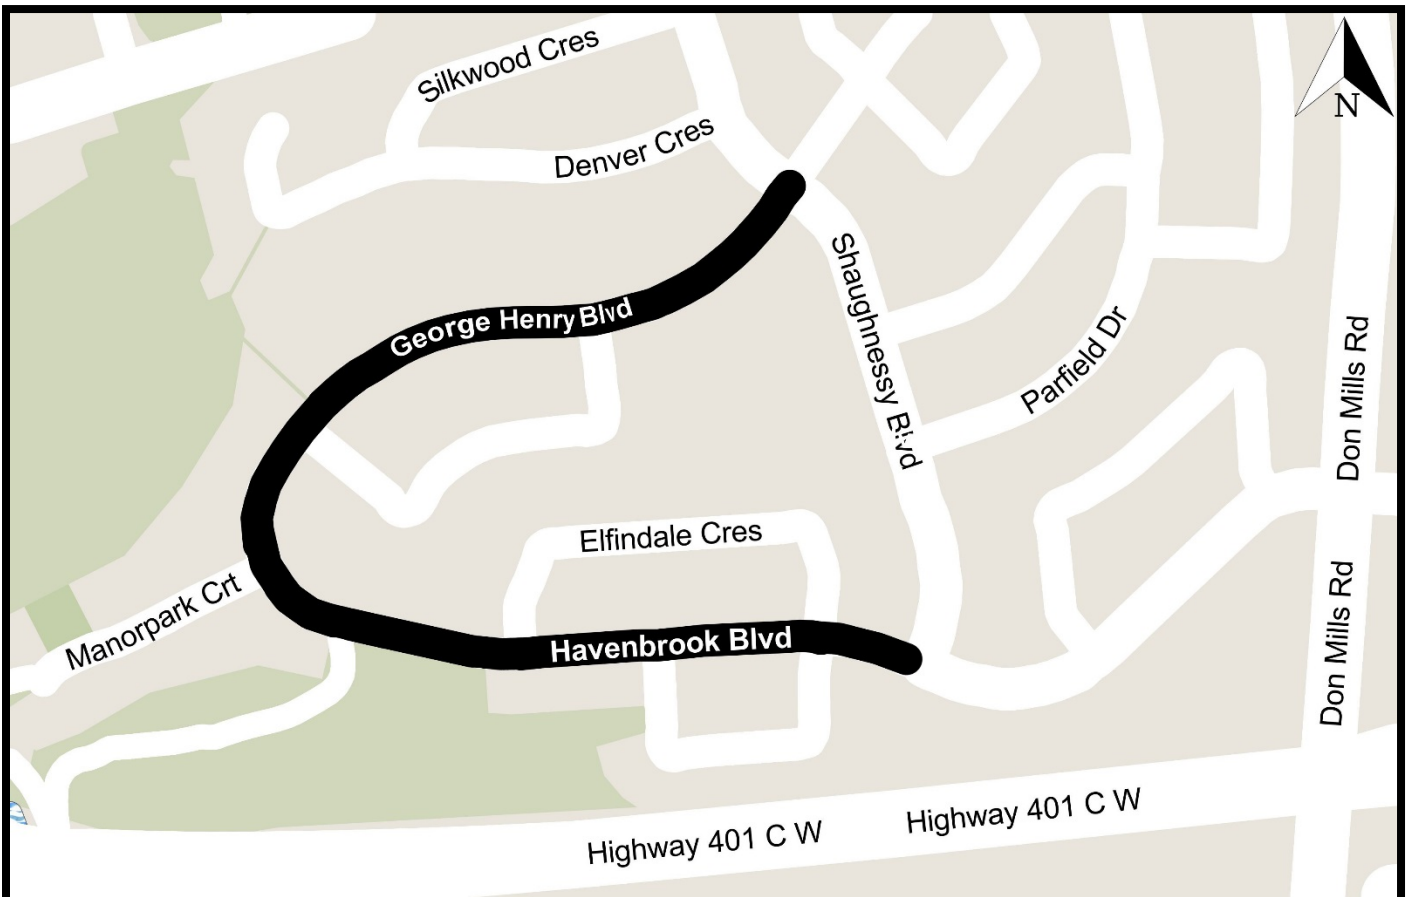 Silkwood Cres
N
Denver Cres
Shaughnessy Blvd
George Henry Blvd
Parfield Dr
Don Mills Rd
Elfindale Cres
Manorpark Crt
Don Mills Rd
Havenbrook Blvd
Highway 401 C W
Highway 401 C W